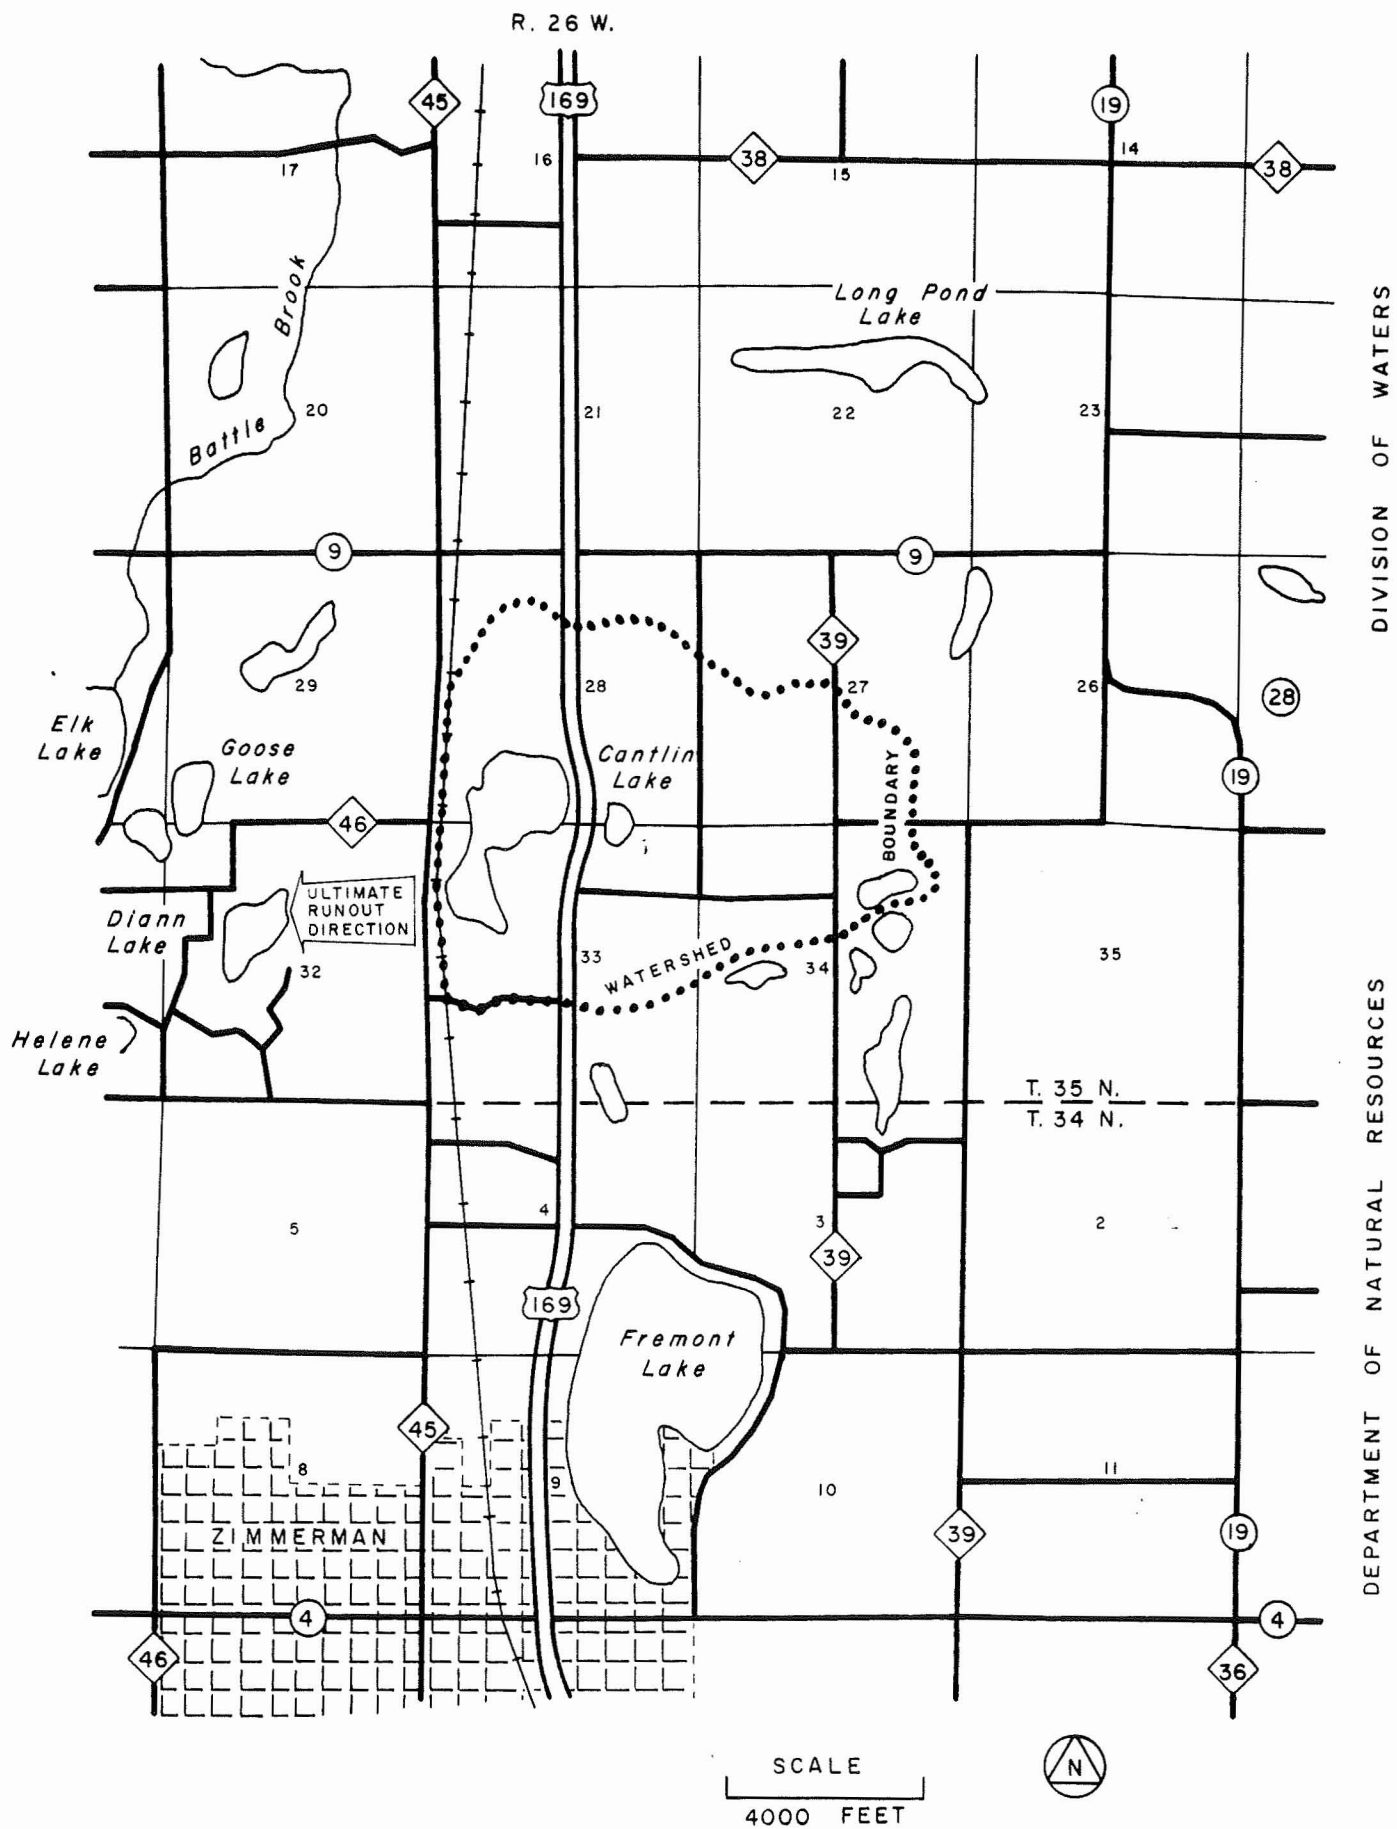 R. 26 W.
45
169
19
16
38
14
38
17
15
Brook
Long Pond
Lake
20
Battle
21
22
23
9
9
39
29
28
27
26
28
Elk
Lake
Goose
Lake
Cantlin
Lake
BOUNDARY
19
46
ULTIMATE
RUNOUT
DIRECTION
Diann
Lake
32
33
WATERSHED
34
35
Helene
Lake
T. 35 N.
T. 34 N.
5
4
3
2
39
169
Fremont
Lake
45
8
9
10
11
ZIMMERMAN
39
19
4
4
46
36
SCALE
4000 FEET
N
DIVISION OF WATERS
DEPARTMENT OF NATURAL RESOURCES